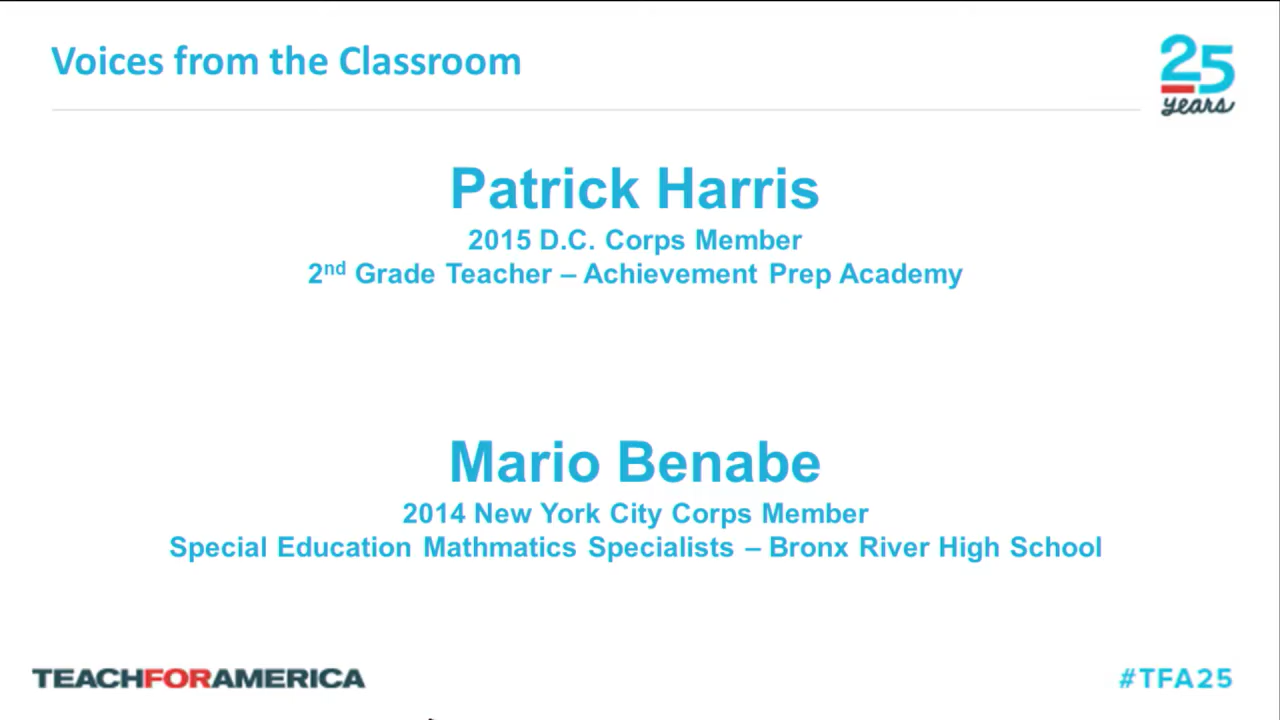 Voices from the Classroom
25
years
Patrick Harris
2015 D.C. Corps Member
2nd Grade Teacher – Achievement Prep Academy
Mario Benabe
2014 New York City Corps Member
Special Education Mathmatics Specialists – Bronx River High School
TEACHFORAMERICA
#TFA25